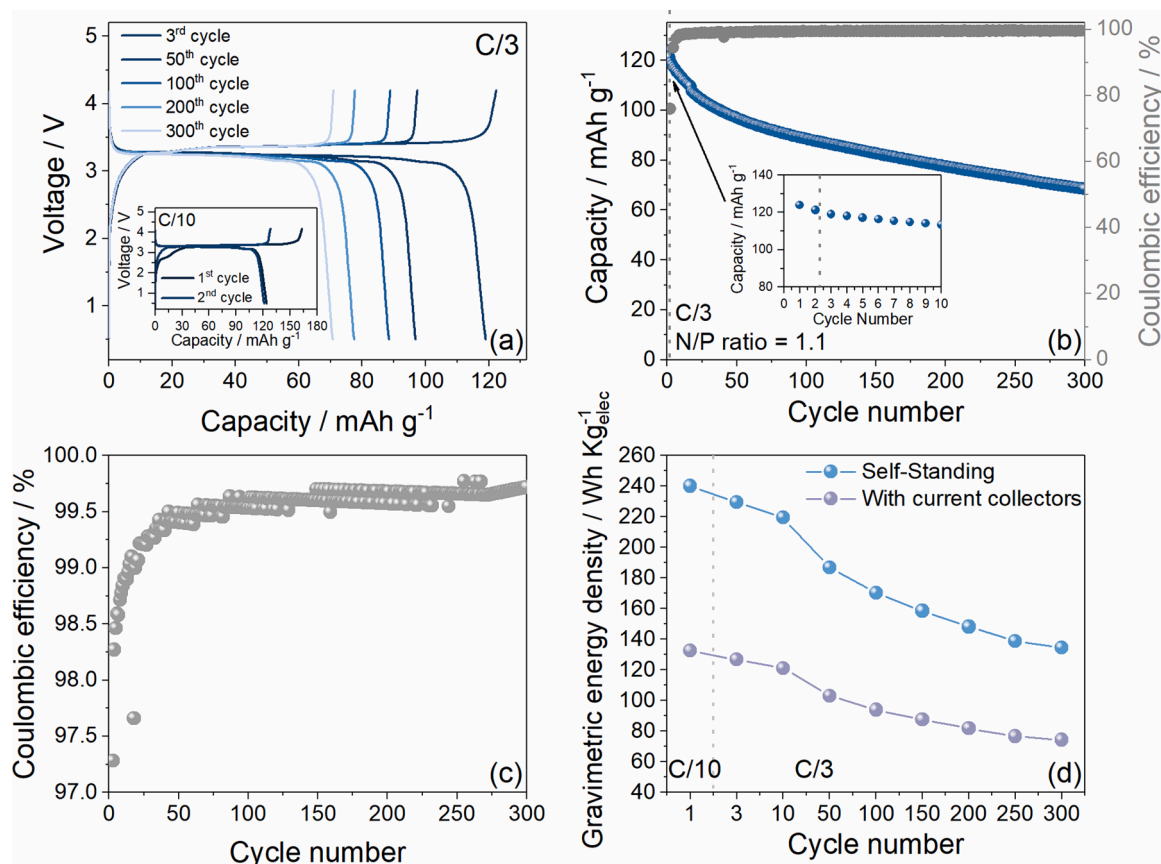 5
4
3
2
1
Voltage / V
3rd cycle
50th cycle
100th cycle
200th cycle
300th cycle
C/3
C/10
5
4
3
2
1
0
Voltage / V
1st cycle
2nd cycle
0 30 60 90 120 150 180
Capacity / mAh g-1
(a)
0 20 40 60 80 100 120
Capacity / mAh g-1
120
100
80
60
40
20
0
Capacity / mAh g-1
140
120
100
80
Capacity / mAh g-1
0 1 2 3 4 5 6 7 8 9 10
Cycle Number
C/3
N/P ratio = 1.1
(b)
100
80
60
40
20
0
Coulombic efficiency / %
0 50 100 150 200 250 300
Cycle number
100.0
99.5
99.0
98.5
98.0
97.5
97.0
Coulombic efficiency / %
(c)
0 50 100 150 200 250 300
Cycle number
260
240
220
200
180
160
140
120
100
80
60
40
Gravimetric energy density / Wh Kg-1elec
Self-Standing
With current collectors
C/10
C/3
(d)
1 3 10 50 100 150 200 250 300
Cycle number